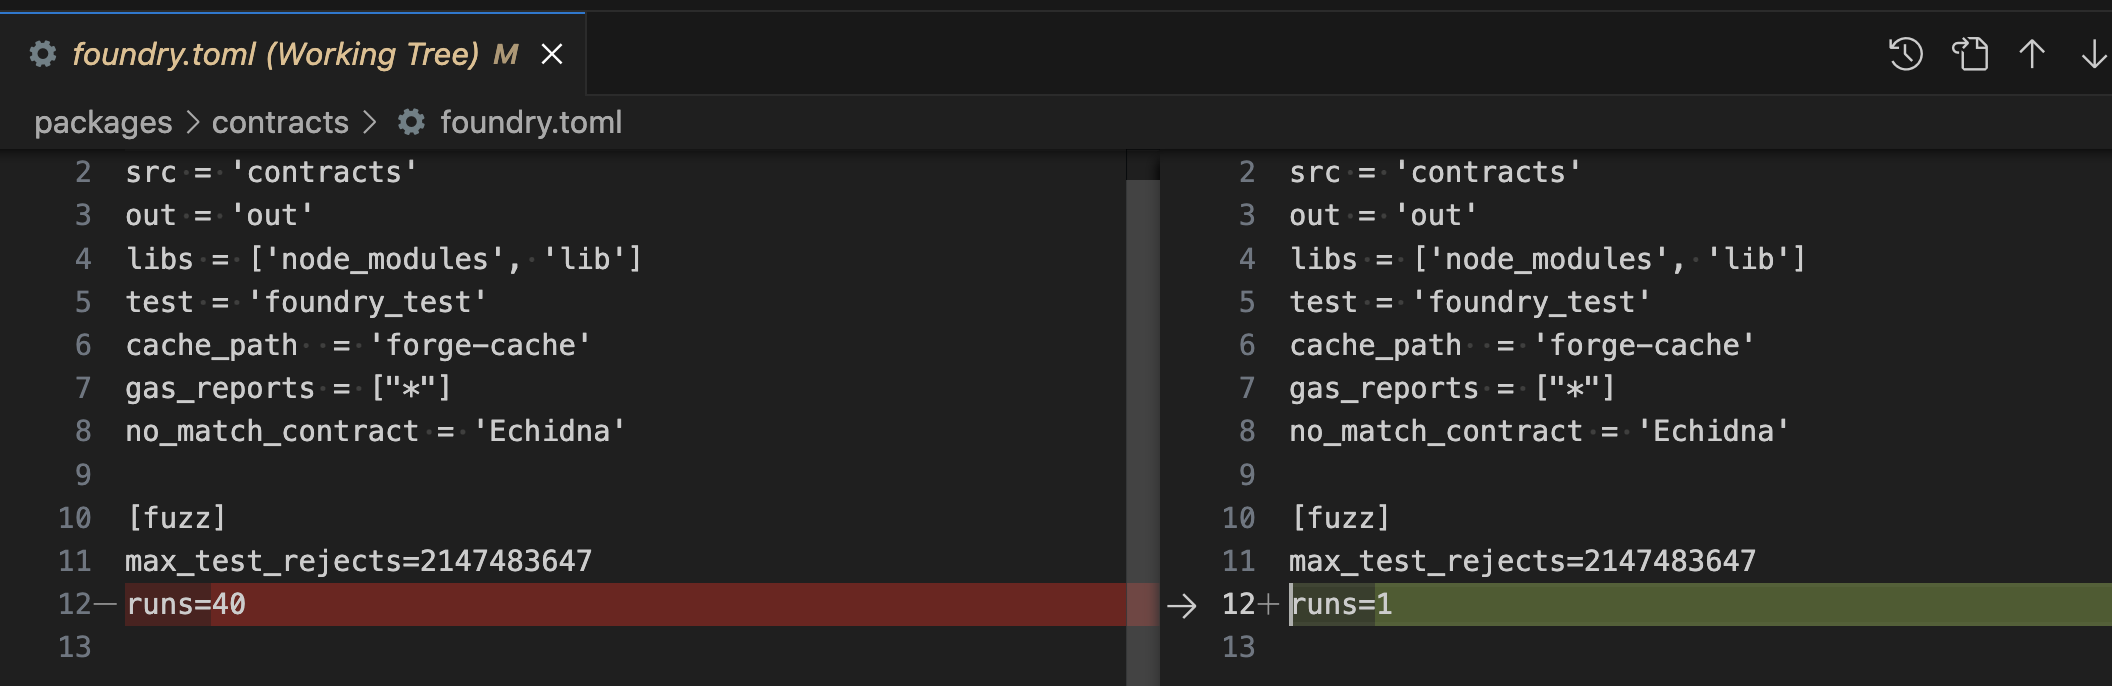 foundry.toml (Working Tree) M
packages > contracts > foundry.toml
2 src = 'contracts'
3 out = 'out'
4 libs = ['node_modules', 'lib']
5 test = 'foundry_test'
6 cache_path  = 'forge-cache'
7 gas_reports = ["*"]
8 no_match_contract = 'Echidna'
9
10 [fuzz]
11 max_test_rejects=2147483647
12— runs=40
13
2 src = 'contracts'
3 out = 'out'
4 libs = ['node_modules', 'lib']
5 test = 'foundry_test'
6 cache_path  = 'forge-cache'
7 gas_reports = ["*"]
8 no_match_contract = 'Echidna'
9
10 [fuzz]
11 max_test_rejects=2147483647
12+ runs=1
13